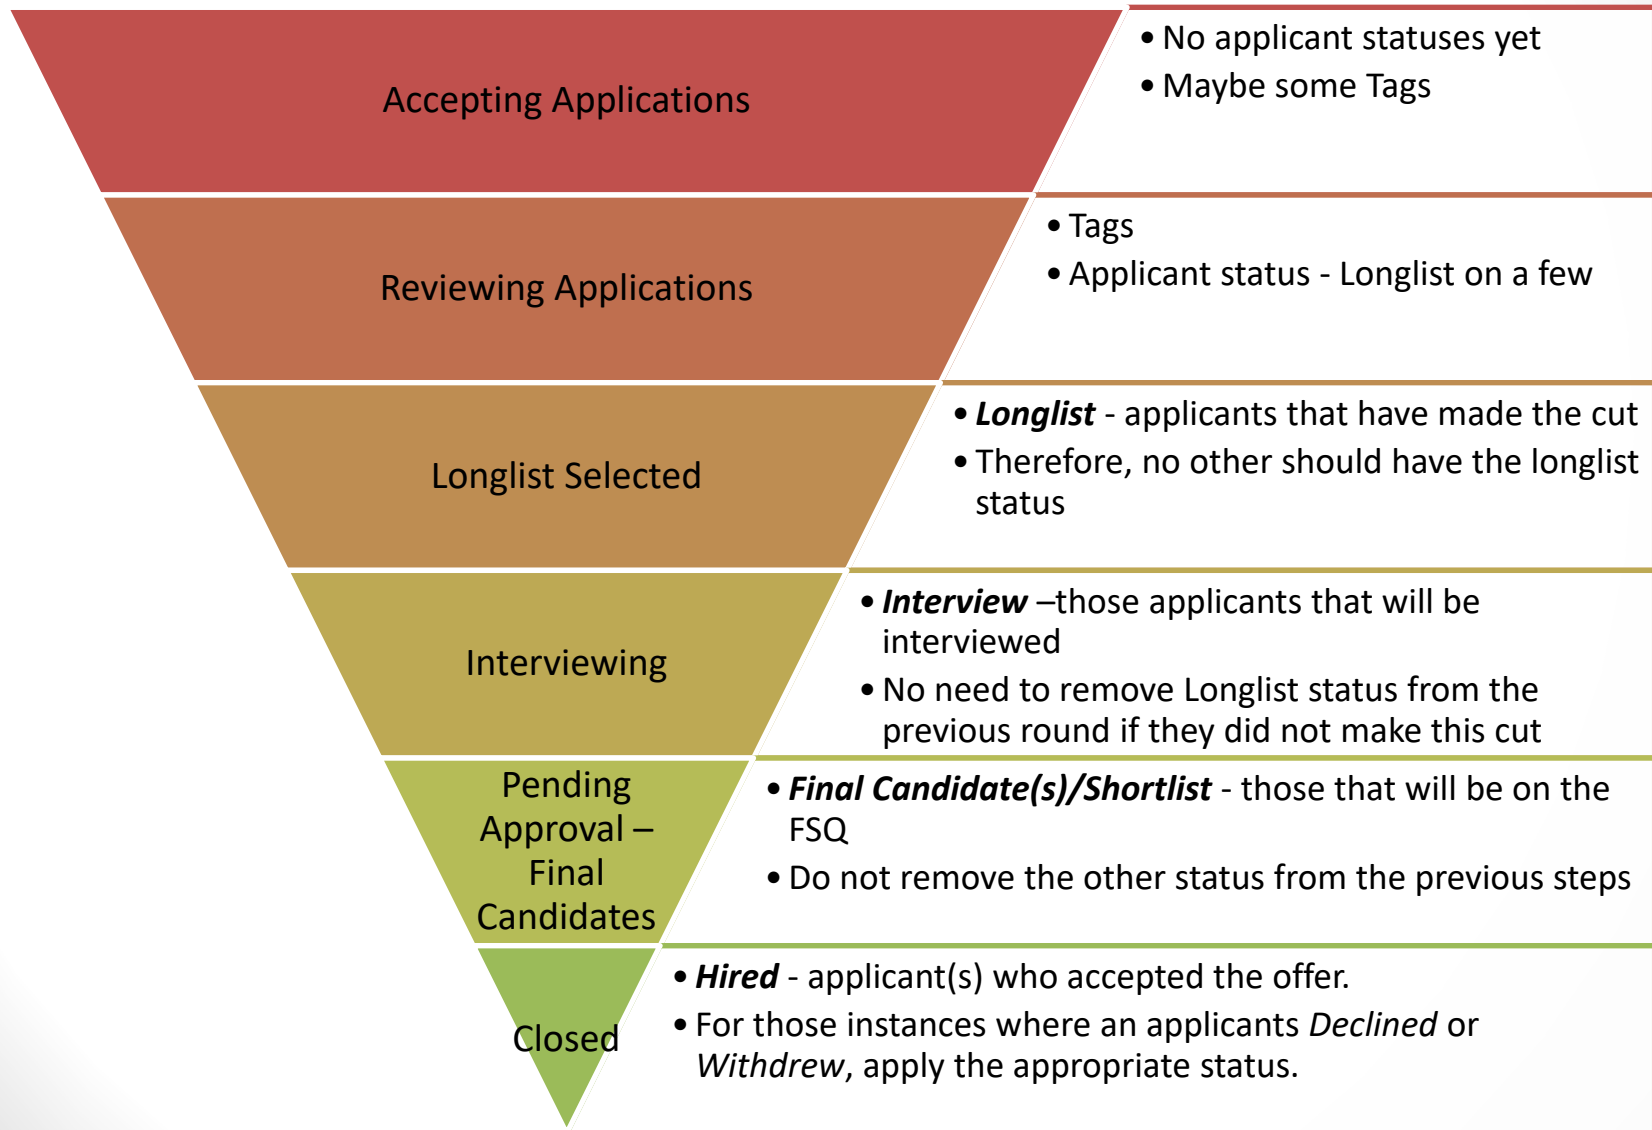 Accepting Applications
• No applicant statuses yet
• Maybe some Tags
Reviewing Applications
• Tags
• Applicant status - Longlist on a few
Longlist Selected
• Longlist - applicants that have made the cut
• Therefore, no other should have the longlist
status
Interviewing
• Interview –those applicants that will be
interviewed
• No need to remove Longlist status from the
previous round if they did not make this cut
Pending
Approval –
Final
Candidates
• Final Candidate(s)/Shortlist - those that will be on the
FSQ
• Do not remove the other status from the previous steps
Closed
• Hired - applicant(s) who accepted the offer.
• For those instances where an applicants Declined or
Withdrew, apply the appropriate status.